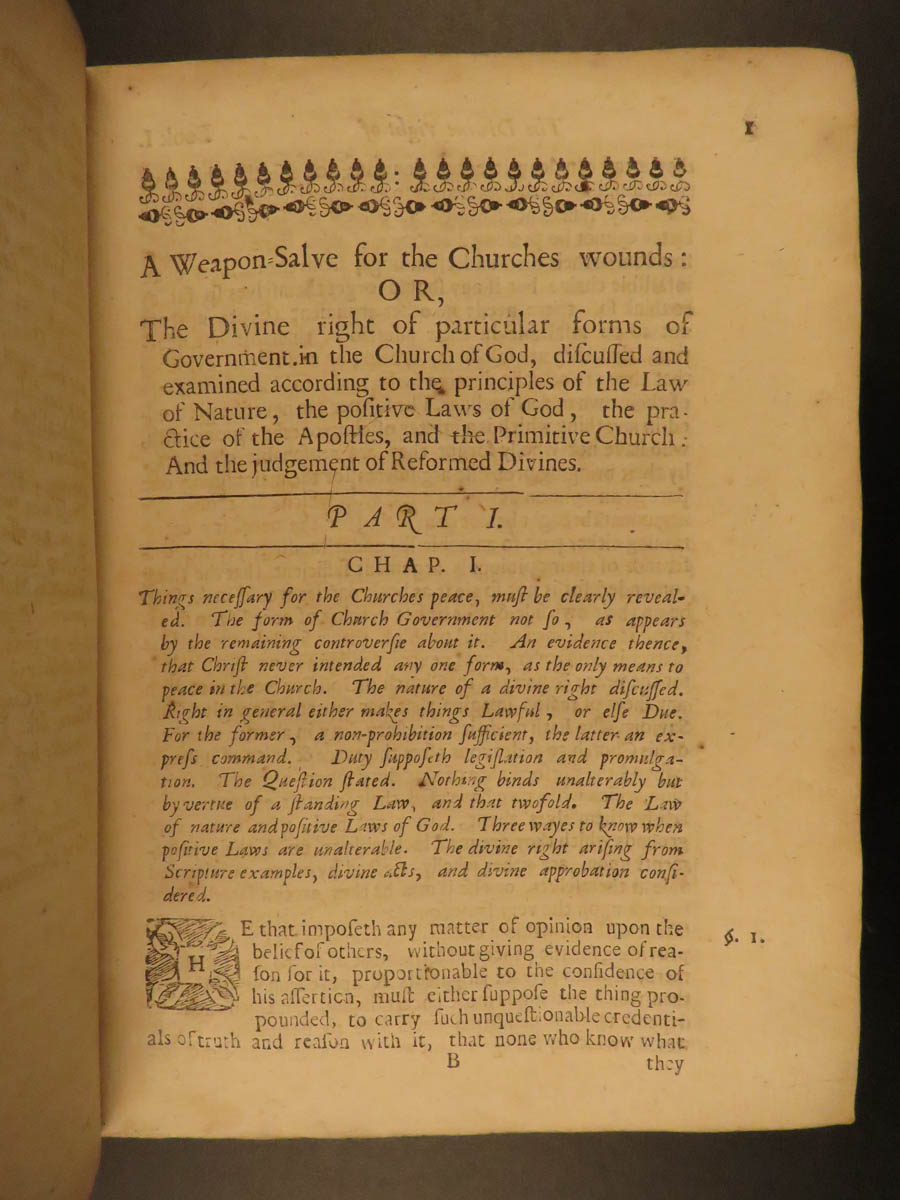 1
A Weapon-Salve for the Churches wounds:
OR,
The Divine right of particular forms of
Government in the Church of God, diſcuſſed and
examined according to the principles of the Law
of Nature, the poſitive Laws of God, the pra-
ctice of the Apoſtles, and the Primitive Church:
And the judgement of Reformed Divines.
PART I.
CHAP. I.
Things neceſſary for the Churches peace, muſt be clearly reveal-
ed. The form of Church Government not ſo, as appears
by the remaining controverſie about it. An evidence thence,
that Chriſt never intended any one form, as the only means to
peace in the Church. The nature of a divine right diſcuſſed.
Right in general either makes things Lawful, or elſe Due.
For the former, a non-prohibition ſufficient, the latter an ex-
preſs command. Duty ſuppoſeth legiſlation and promulga-
tion. The Queſtion ſtated. Nothing binds unalterably but
by vertue of a ſtanding Law, and that twofold. The Law
of nature and poſitive Laws of God. Three wayes to know when
poſitive Laws are unalterable. The divine right ariſing from
Scripture examples, divine acts, and divine approbation conſi-
dered.
HE that impoſeth any matter of opinion upon the
belief of others, without giving evidence of rea-
ſon for it, proportionable to the confidence of
his aſſertion, muſt either ſuppoſe the thing pro-
pounded, to carry ſuch unqueſtionable credenti-
als of truth and reaſon with it, that none who know what
§. 1.
B they